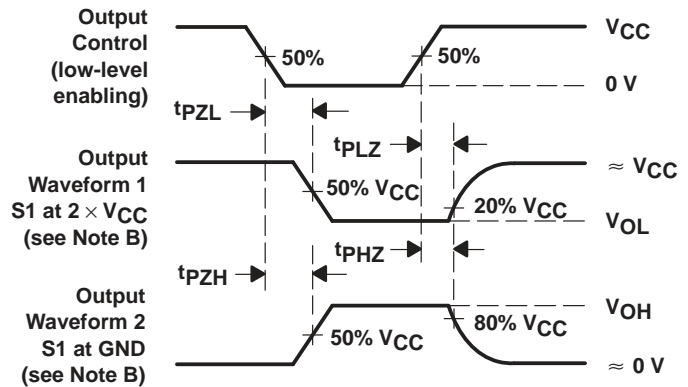 Output
Control
(low-level
enabling)
50%
50%
VCC
0 V
tPZL
tPLZ
Output
Waveform 1
S1 at 2 × VCC
(see Note B)
50% VCC
20% VCC
≈ VCC
VOL
tPZH
tPHZ
Output
Waveform 2
S1 at GND
(see Note B)
50% VCC
80% VCC
VOH
≈ 0 V